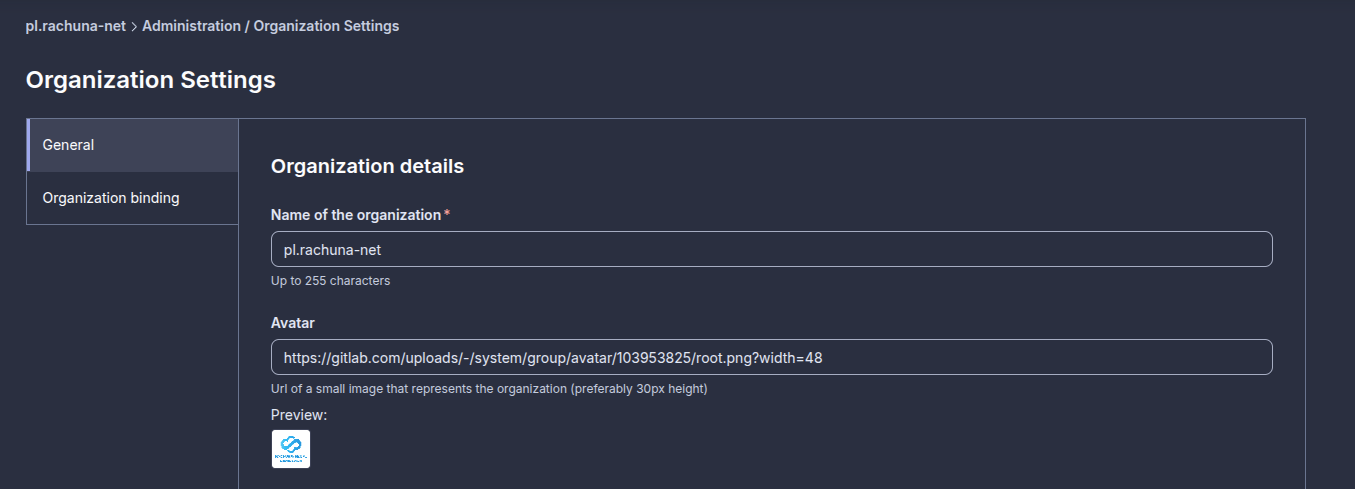 pl.rachuna-net > Administration / Organization Settings
Organization Settings
General
Organization binding
Organization details
Name of the organization *
pl.rachuna-net
Up to 255 characters
Avatar
https://gitlab.com/uploads/-/system/group/avatar/103953825/root.png?width=48
Url of a small image that represents the organization (preferably 30px height)
Preview: